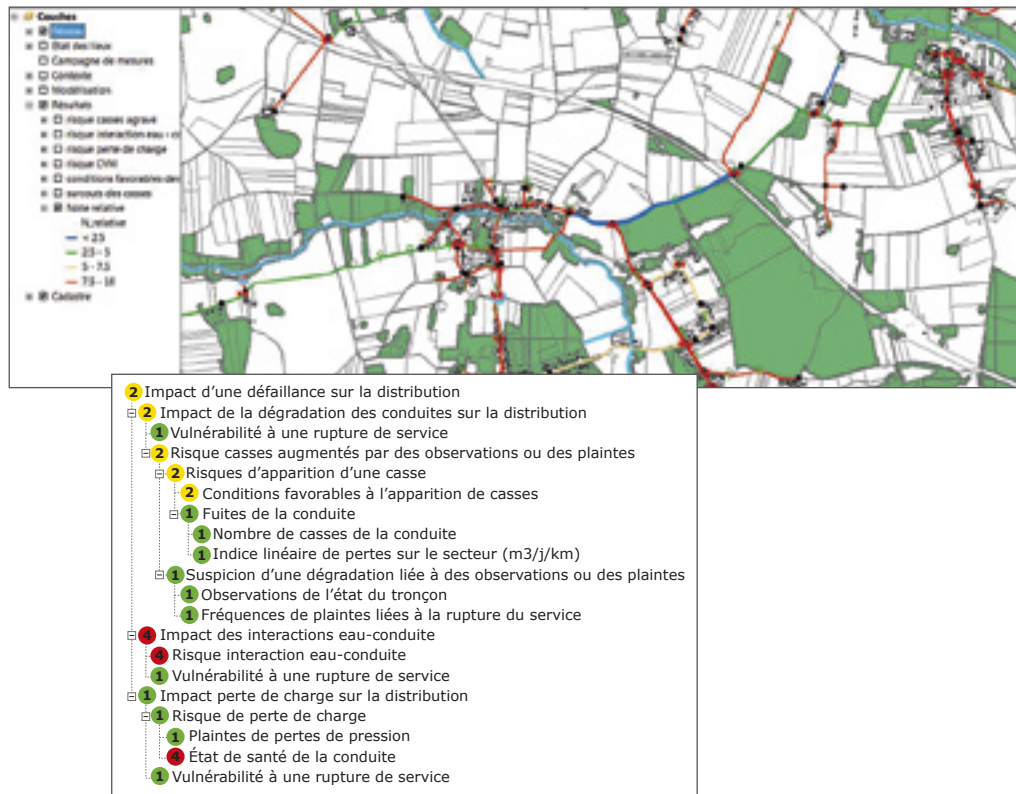 Couches
Réseau
Etat des lieux
Campagne de mesures
Contexte
Modélisation
Résultats
risque casses agravé
risque interaction eau - co
risque perte de charge
risque CVM
conditions favorables dev
surcouts des casses
Note relative
N_relative
< 2.5
2.5 - 5
5 - 7.5
7.5 - 10
Cadastre
2 Impact d'une défaillance sur la distribution
2 Impact de la dégradation des conduites sur la distribution
1 Vulnérabilité à une rupture de service
2 Risque casses augmentés par des observations ou des plaintes
2 Risques d'apparition d'une casse
2 Conditions favorables à l'apparition de casses
1 Fuites de la conduite
1 Nombre de casses de la conduite
1 Indice linéaire de pertes sur le secteur (m3/j/km)
1 Suspicion d'une dégradation liée à des observations ou des plaintes
1 Observations de l'état du tronçon
1 Fréquences de plaintes liées à la rupture du service
4 Impact des interactions eau-conduite
4 Risque interaction eau-conduite
1 Vulnérabilité à une rupture de service
1 Impact perte de charge sur la distribution
1 Risque de perte de charge
1 Plaintes de pertes de pression
4 État de santé de la conduite
1 Vulnérabilité à une rupture de service